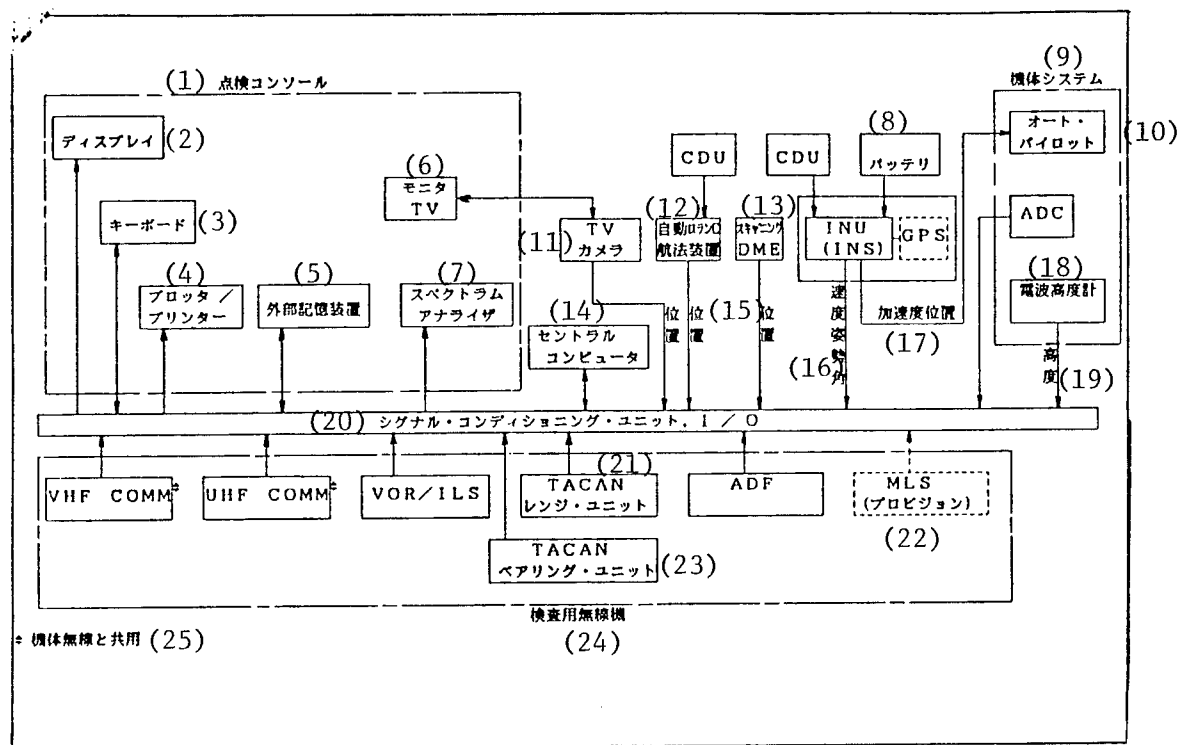 (1) 点検コンソール
(9)
機体システム
ディスプレイ (2)
オート・
パイロット (10)
(8)
バッテリ
CDU
CDU
(6)
モニタ
TV
キーボード (3)
ADC
(12)
自動ロランC
航法装置
(13)
スキャニング
DME
INU
(INS)
GPS
(11) TV
カメラ
(4)
プロッタ/
プリンター
(5)
外部記憶装置
(7)
スペクトラム
アナライザ
(18)
電波高度計
(14)
セントラル
コンピュータ
位置
位置
(15)
位置
速度姿勢角
(16)
加速度位置
(17)
高度
(19)
(20) シグナル・コンディショニング・ユニット, I/O
(21)
VHF COMM‡
UHF COMM‡
VOR/ILS
TACAN
レンジ・ユニット
ADF
MLS
(プロビジョン)
(22)
TACAN
ベアリング・ユニット (23)
検査用無線機
(24)
‡ 機体無線と共用 (25)